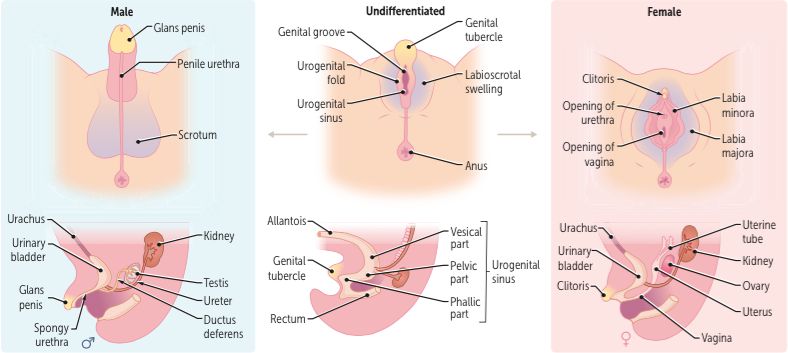 Male
Glans penis
Penile urethra
Scrotum
Undifferentiated
Genital groove
Genital
tubercle
Urogenital
fold
Labioscrotal
swelling
Urogenital
sinus
Anus
Female
Clitoris
Opening of
urethra
Opening of
vagina
Labia
minora
Labia
majora
Urachus
Urinary
bladder
Glans
penis
Spongy
urethra
Kidney
Testis
Ureter
Ductus
deferens
♂
Allantois
Genital
tubercle
Rectum
Vesical
part
Pelvic
part
Phallic
part
Urogenital
sinus
Urachus
Urinary
bladder
Clitoris
Uterine
tube
Kidney
Ovary
Uterus
Vagina
♀